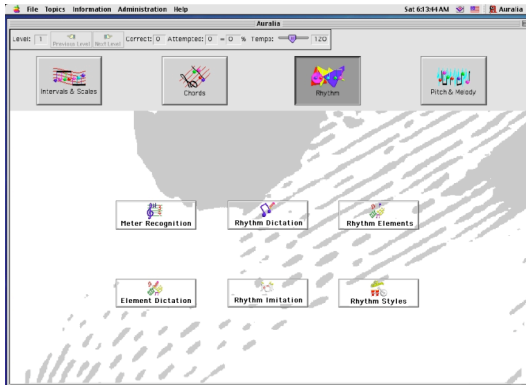 File Topics Information Administration Help Sat 6:13:44 AM Auralia
Auralia
Level: 1 Previous Level Next Level Correct: 0 Attempted: 0 = 0 % Tempo: 120
Intervals & Scales Chords Rhythm Pitch & Melody
Meter Recognition Rhythm Dictation Rhythm Elements
Element Dictation Rhythm Imitation Rhythm Styles